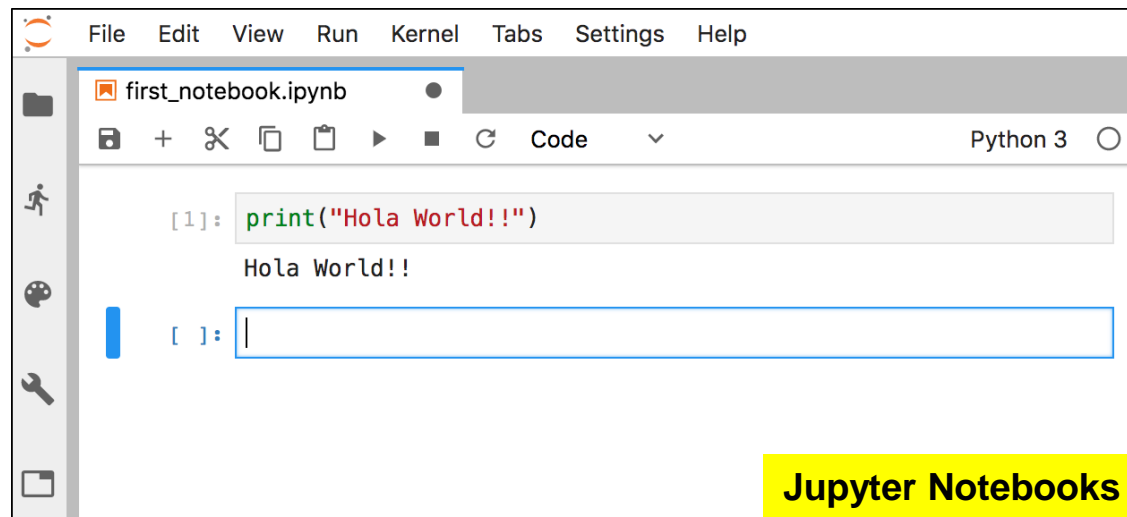 File Edit View Run Kernel Tabs Settings Help
first_notebook.ipynb
Code Python 3
[1]: print("Hola World!!")
Hola World!!
[ ]:
Jupyter Notebooks